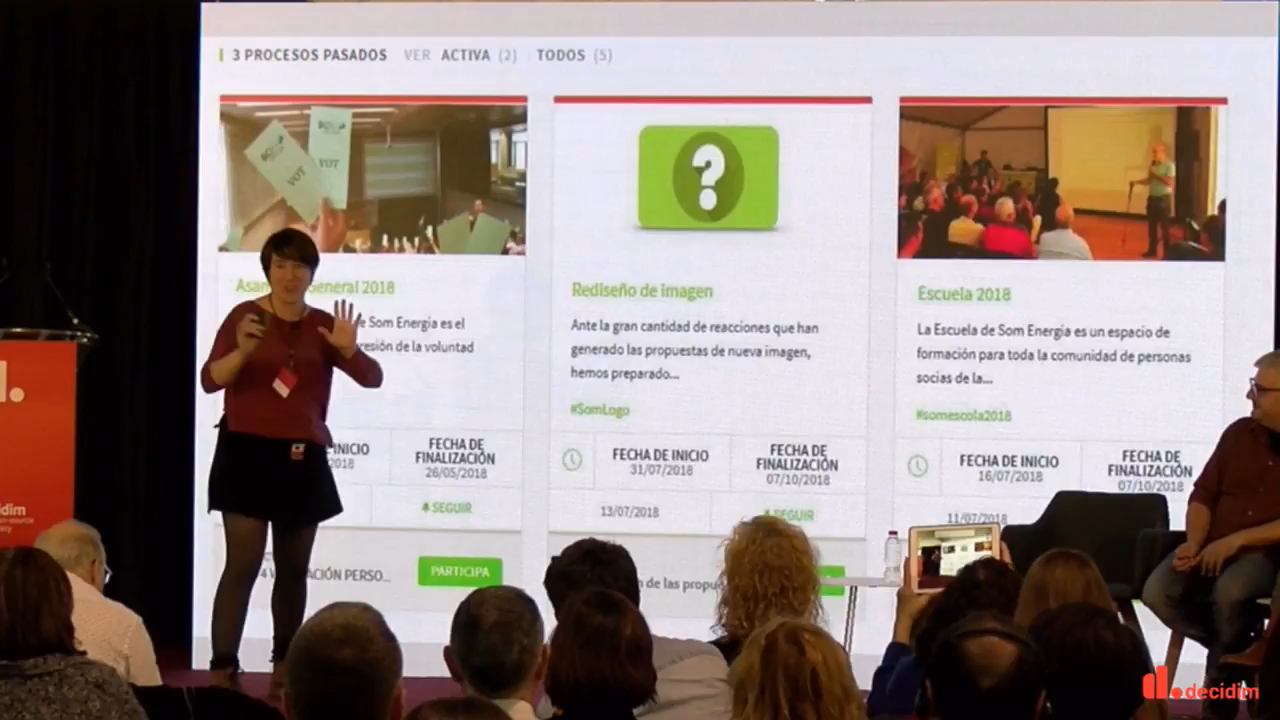 3 PROCESOS PASADOS VER ACTIVA (2) TODOS (5)
VOT
VOT
General 2018
de Som Energia es el
la voluntad
INICIO
2018
FECHA DE
FINALIZACIÓN
26/05/2018
SEGUIR
PERSO...
PARTICIPA
Rediseño de imagen
Ante la gran cantidad de reacciones que han
generado las propuestas de nueva imagen,
hemos preparado...
#SomLogo
FECHA DE INICIO
31/07/2018
FECHA DE
FINALIZACIÓN
07/10/2018
13/07/2018
SEGUIR
de las
Escuela 2018
La Escuela de Som Energia es un espacio de
formación para toda la comunidad de personas
socias de la...
#somescola2018
FECHA DE INICIO
16/07/2018
FECHA DE
FINALIZACIÓN
07/10/2018
11/07/2018
decidim